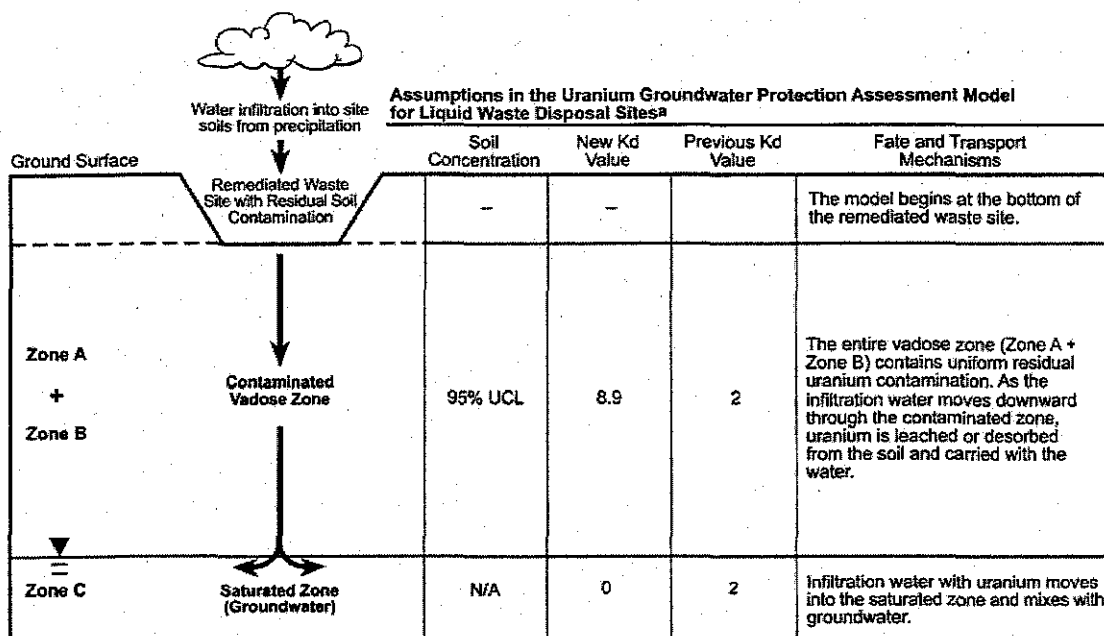 Water infiltration into site
soils from precipitation
Assumptions in the Uranium Groundwater Protection Assessment Model
for Liquid Waste Disposal Sitesa
Ground Surface
Soil
Concentration
New Kd
Value
Previous Kd
Value
Fate and Transport
Mechanisms
Remediated Waste
Site with Residual Soil
Contamination
–
–
The model begins at the bottom of
the remediated waste site.
Zone A
+
Zone B
Contaminated
Vadose Zone
95% UCL
8.9
2
The entire vadose zone (Zone A +
Zone B) contains uniform residual
uranium contamination. As the
infiltration water moves downward
through the contaminated zone,
uranium is leached or desorbed
from the soil and carried with the
water.
Zone C
Saturated Zone
(Groundwater)
N/A
0
2
Infiltration water with uranium moves
into the saturated zone and mixes with
groundwater.